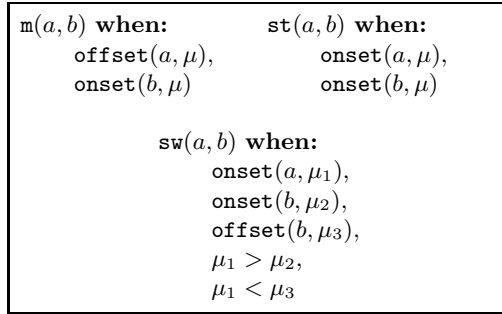 m(a, b) when: st(a, b) when:
offset(a, μ), onset(a, μ),
onset(b, μ) onset(b, μ)
sw(a, b) when:
onset(a, μ₁),
onset(b, μ₂),
offset(b, μ₃),
μ₁ > μ₂,
μ₁ < μ₃